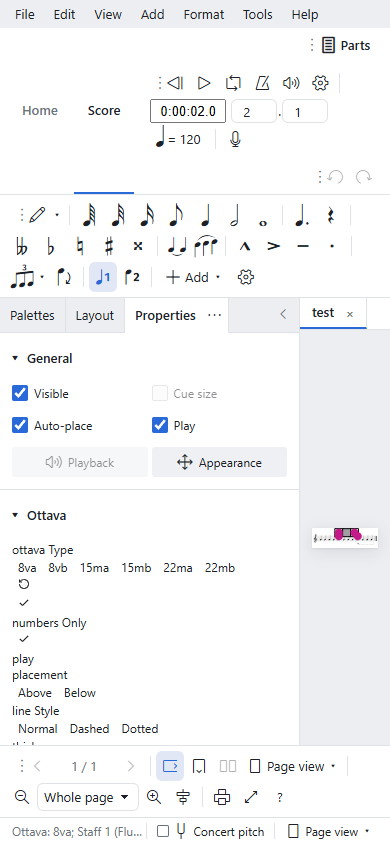 File Edit View Add Format Tools Help
Parts
Home Score 0:00:02.0 2 . 1
= 120
3 1 2 Add
Palettes Layout Properties ··· test ×
General
Visible Cue size
Auto-place Play
Playback Appearance
Ottava
ottava Type
8va 8vb 15ma 15mb 22ma 22mb
numbers Only
play
placement
Above Below
line Style
Normal Dashed Dotted
1 / 1 Page view
Whole page ?
Ottava: 8va; Staff 1 (Flu... Concert pitch Page view